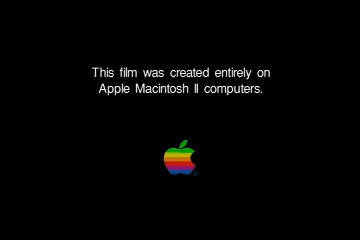 This film was created entirely on
Apple Macintosh II computers.